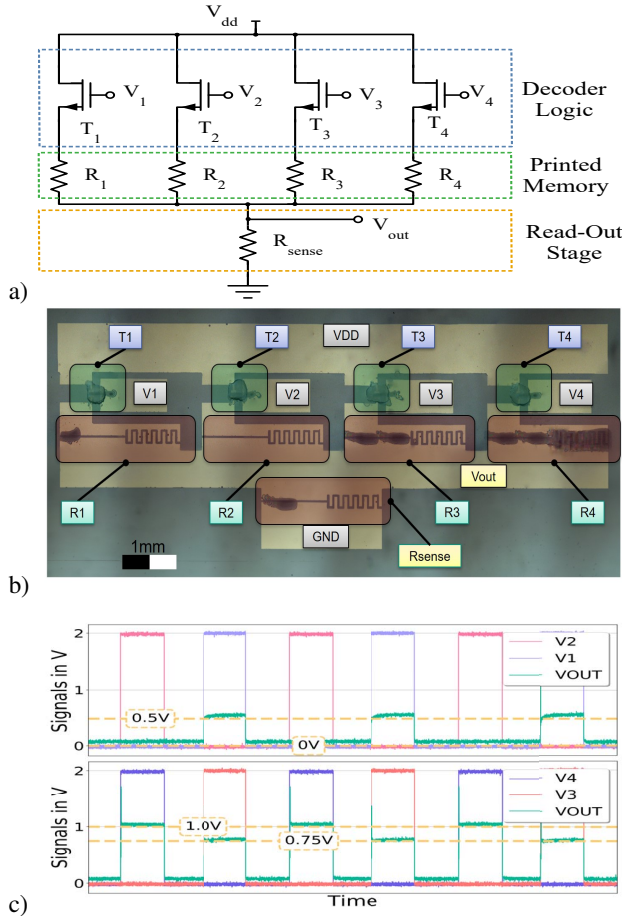 a)
V_dd
V_1
V_2
V_3
V_4
T_1
T_2
T_3
T_4
Decoder
Logic
R_1
R_2
R_3
R_4
Printed
Memory
V_out
R_sense
Read-Out
Stage
b)
T1
T2
VDD
T3
T4
V1
V2
V3
V4
Vout
R1
R2
R3
R4
GND
Rsense
1mm
c)
Signals in V
2
1
0
0.5V
0V
V2
V1
VOUT
Signals in V
2
1
0
1.0V
0.75V
V4
V3
VOUT
Time